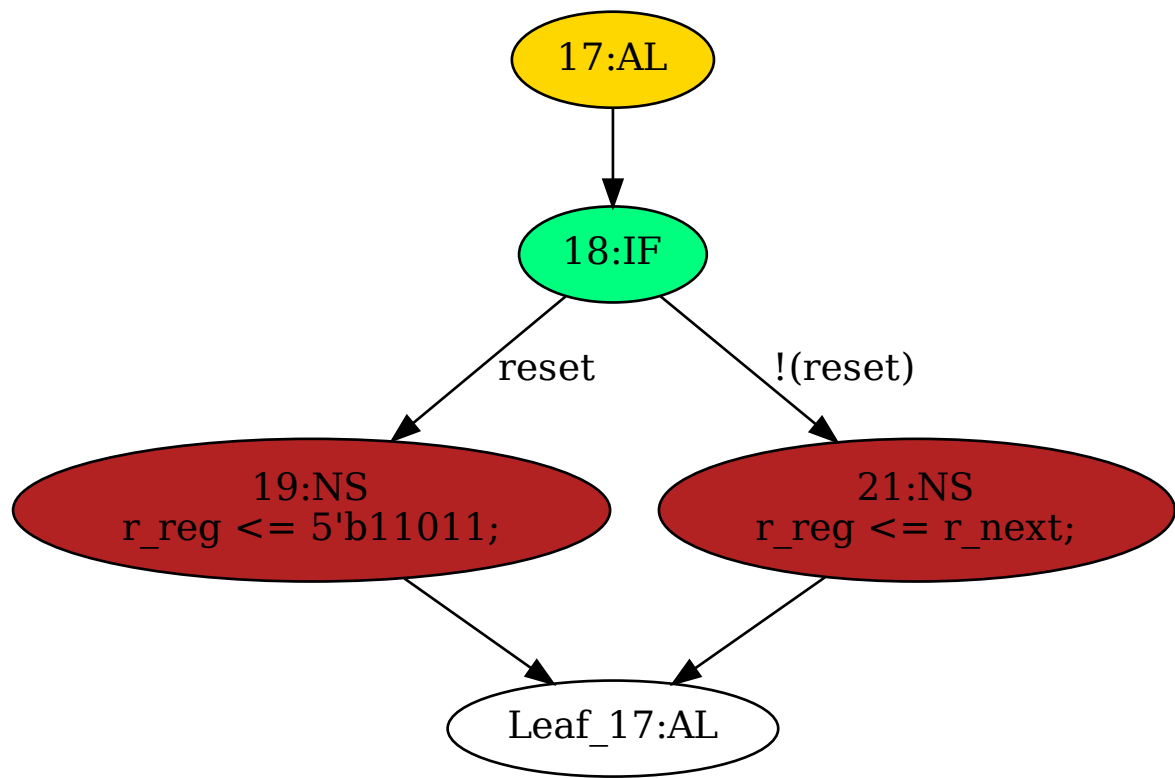 17:AL
18:IF
reset
!(reset)
19:NS
r_reg <= 5'b11011;
21:NS
r_reg <= r_next;
Leaf_17:AL